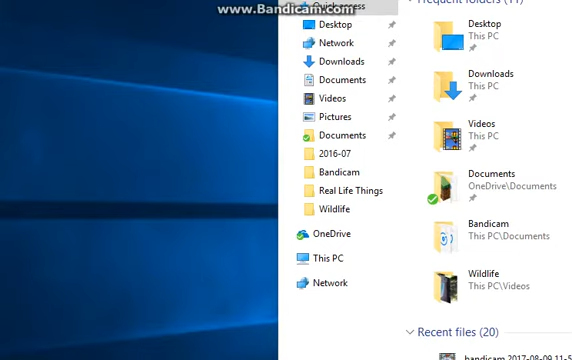 www.Bandicam.com
Quick access
Frequent folders (11)
Desktop
Desktop
This PC
Network
Downloads
Downloads
This PC
Documents
Videos
Pictures
Videos
This PC
Documents
2016-07
Bandicam
Documents
OneDrive\Documents
Real Life Things
Wildlife
Bandicam
This PC\Documents
OneDrive
This PC
Wildlife
This PC\Videos
Network
Recent files (20)
bandicam 2017-08-09 11-5